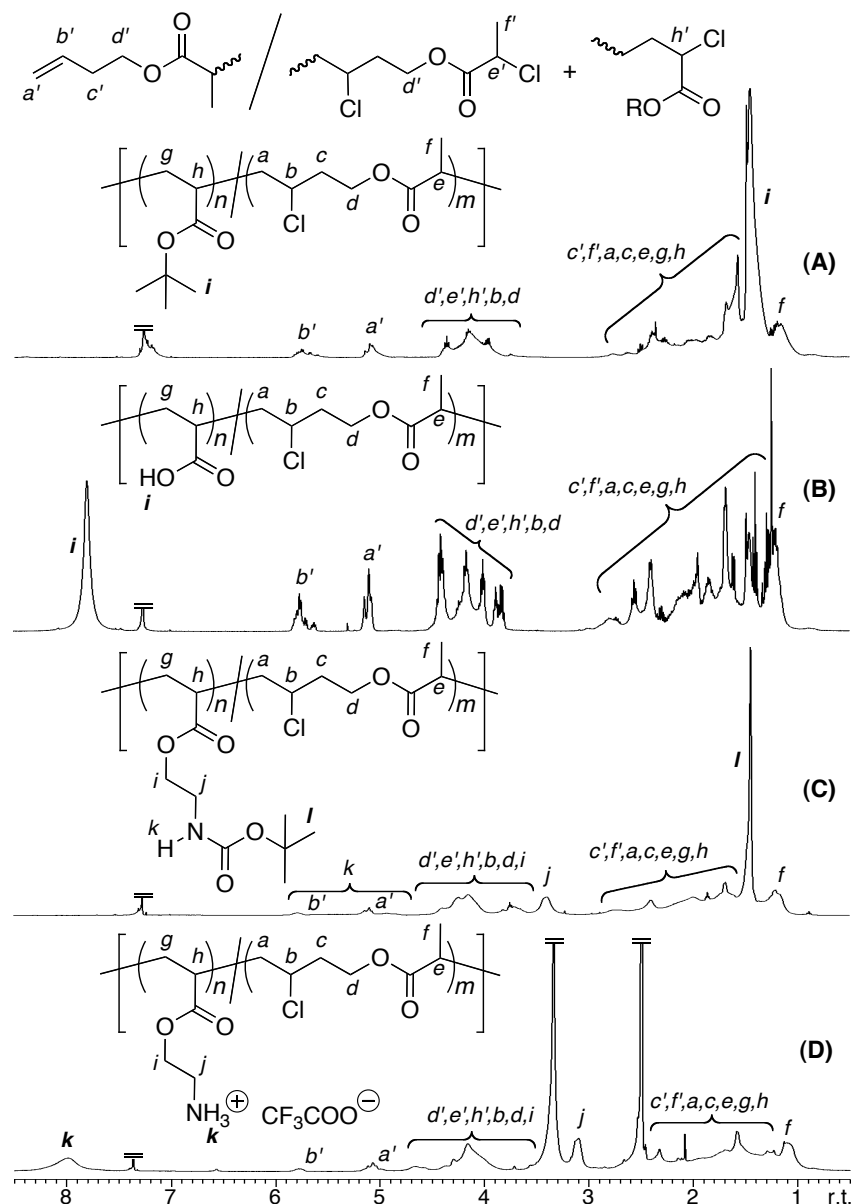 b' d' O O
a' c'
O f' e' Cl
Cl d' O
+
h' Cl
RO O
g h a b c d O f e
n m
Cl O
O O
i
i
c',f',a,c,e,g,h
(A)
d',e',h',b,d
f
b' a'
g h a b c d O f e
n m
HO O Cl O
i
i
c',f',a,c,e,g,h
(B)
d',e',h',b,d
f
b' a'
g h a b c d O f e
n m
O O Cl O
i j
k H N O l
O
l
(C)
k
d',e',h',b,d,i
j
c',f',a,c,e,g,h
f
b' a'
g h a b c d O f e
n m
O O Cl O
i j
(D)
NH3 + CF3COO −
k
k
d',e',h',b,d,i
j
c',f',a,c,e,g,h
f
b' a'
8 7 6 5 4 3 2 1 r.t.